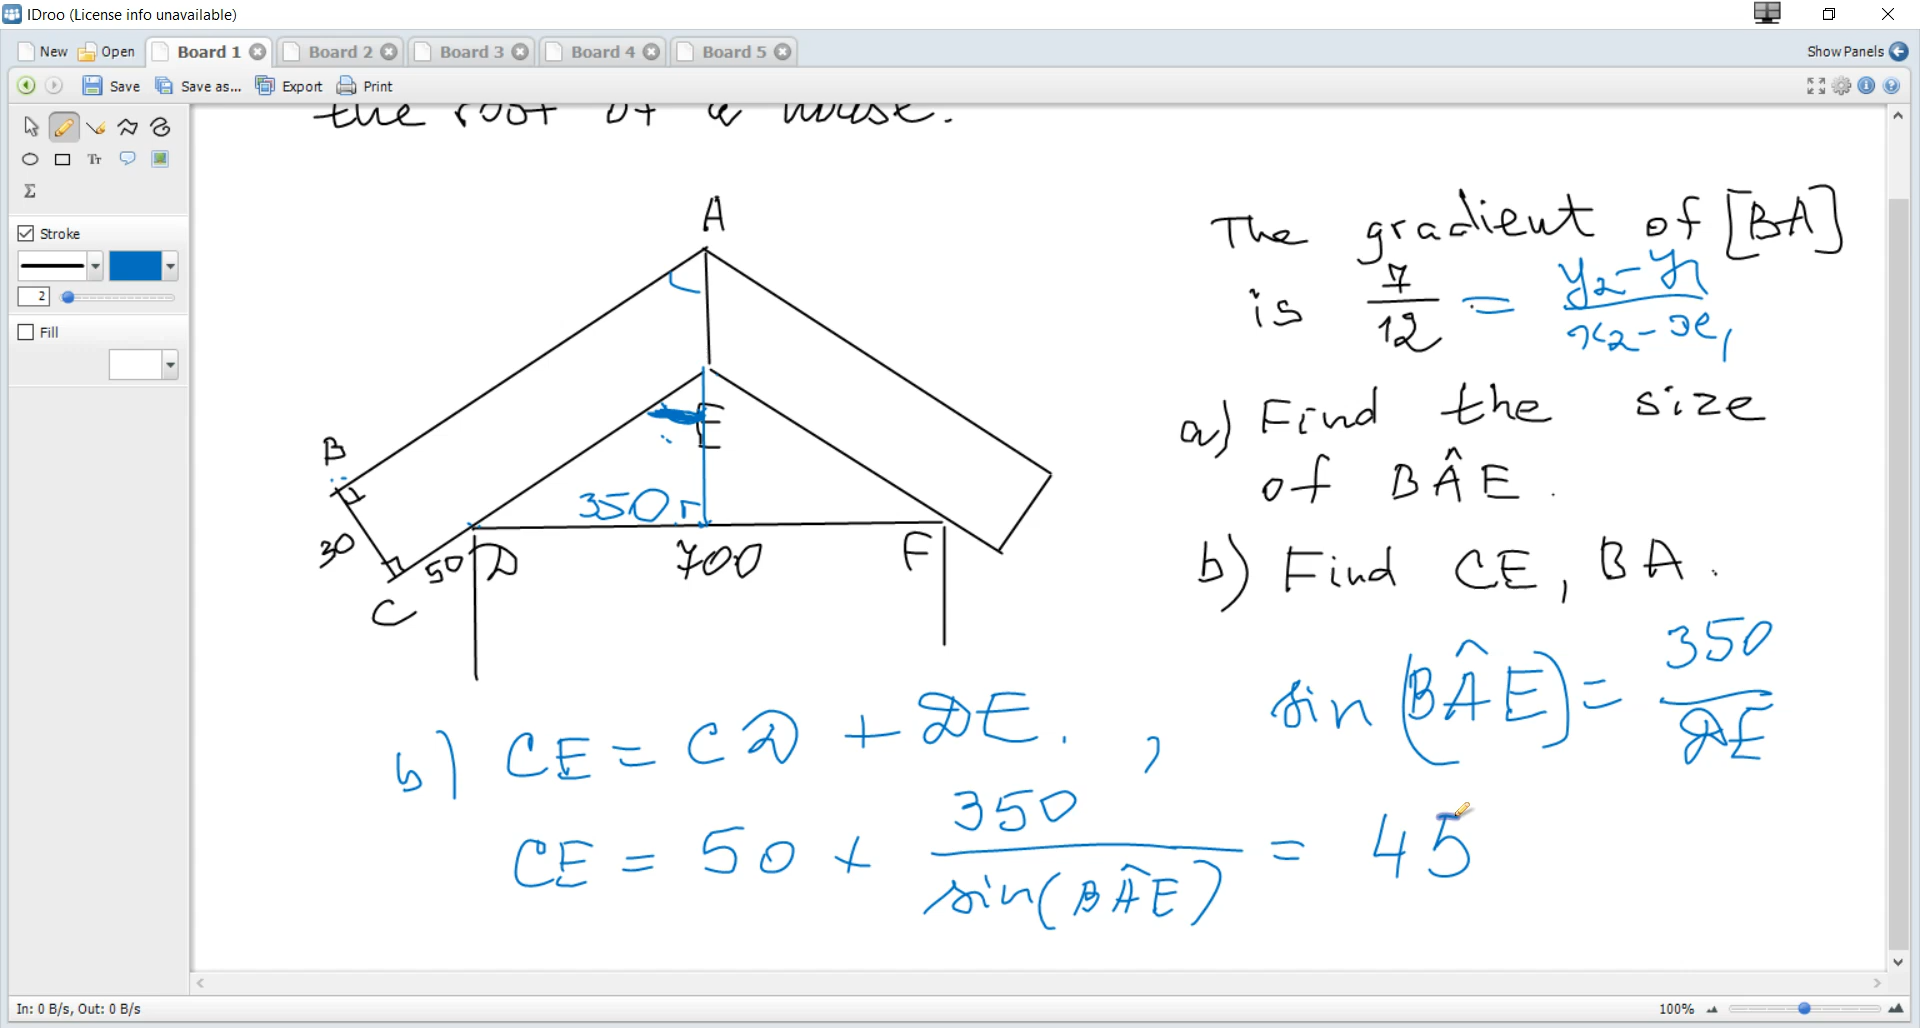 IDroo (License info unavailable)
New Open Board 1 Board 2 Board 3 Board 4 Board 5 Show Panels
Save Save as... Export Print
Tт
Σ
Stroke
2
Fill
the roof of a house.
A
B
30
C
50
D
E
350
700
F
The gradient of [BA]
is 7/12 = y₂-y₁/x₂-x₁
a) Find the size
of BÂE.
b) Find CE, BA.
b) CE = CD + DE. , sin(BÂE) = 350/DE
CE = 50 + 350/sin(BÂE) = 45
In: 0 B/s, Out: 0 B/s
100%